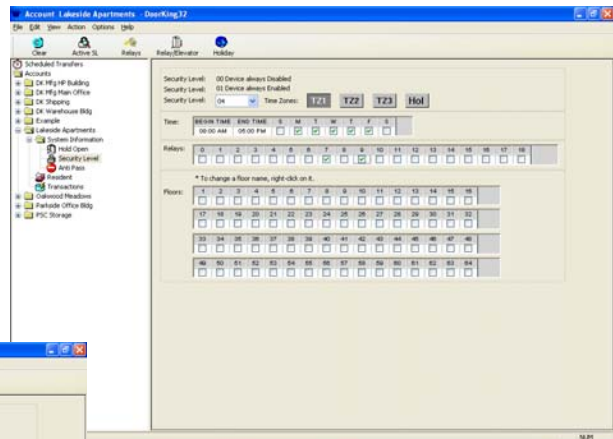 Account Lakeside Apartments - DoorKing32
File Edit View Action Options Help
Clear Active SL Relays Relay/Elevator Holiday
Scheduled Transfers
Accounts
DK Mfg HP Building
DK Mfg Main Office
DK Shipping
DK Warehouse Bldg
Example
Lakeside Apartments
System Information
Hold Open
Security Level
Anti Pass
Resident
Transactions
Oakwood Meadows
Parkside Office Bldg
PSC Storage
Security Level: 00 Device always Disabled
Security Level: 01 Device always Enabled
Security Level: 04 Time Zones: TZ1 TZ2 TZ3 Hol
Time: BEGIN TIME END TIME S M T W T F S
08:00 AM 05:00 PM
Relays: 0 1 2 3 4 5 6 7 8 9 10 11 12 13 14 15 16 17 18
* To change a floor name, right-click on it.
Floors: 1 2 3 4 5 6 7 8 9 10 11 12 13 14 15 16
17 18 19 20 21 22 23 24 25 26 27 28 29 30 31 32
33 34 35 36 37 38 39 40 41 42 43 44 45 46 47 48
49 50 51 52 53 54 55 56 57 58 59 60 61 62 63 64
NUM